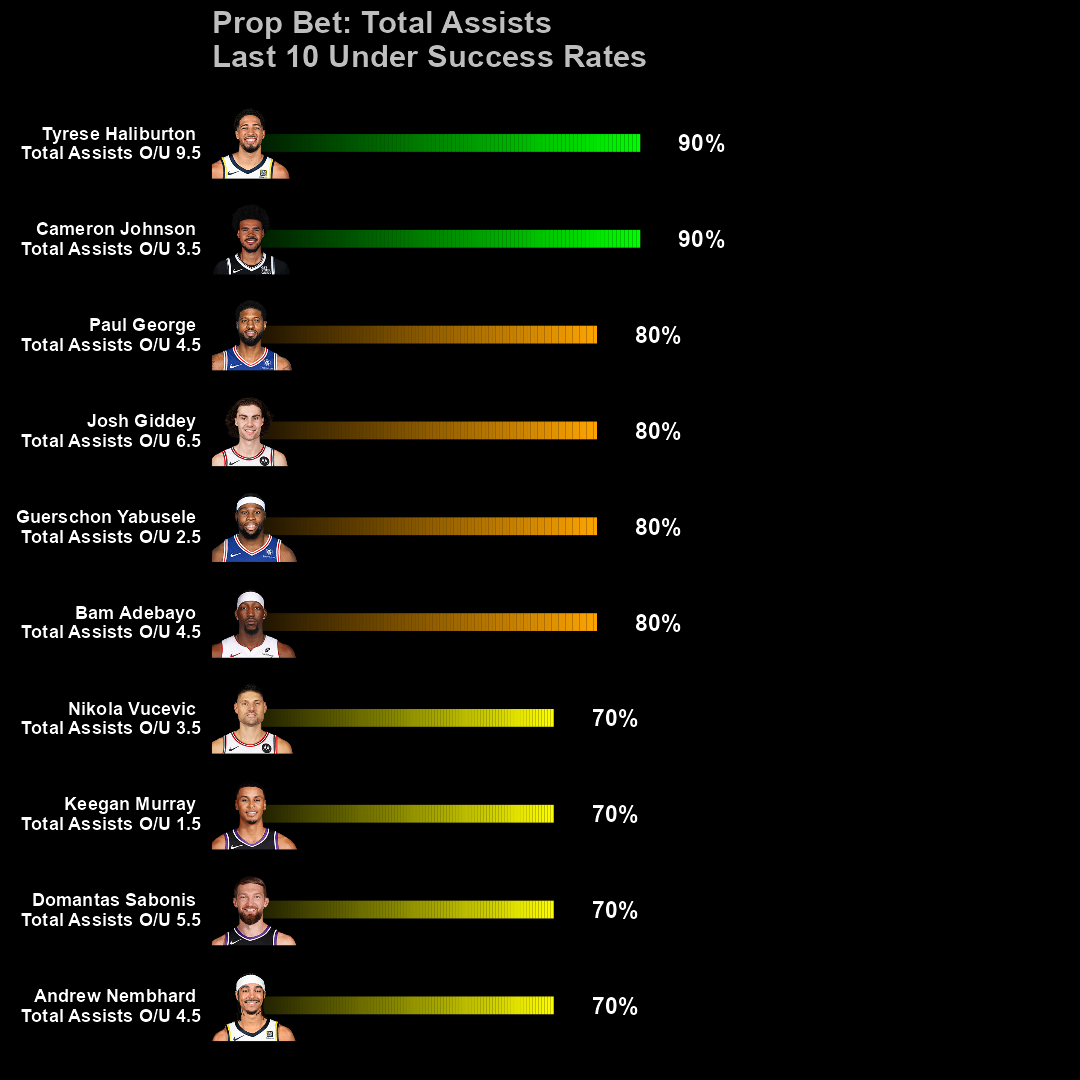 Prop Bet: Total Assists
Last 10 Under Success Rates
Tyrese Haliburton
Total Assists O/U 9.5
90%
Cameron Johnson
Total Assists O/U 3.5
90%
Paul George
Total Assists O/U 4.5
80%
Josh Giddey
Total Assists O/U 6.5
80%
Guerschon Yabusele
Total Assists O/U 2.5
80%
Bam Adebayo
Total Assists O/U 4.5
80%
Nikola Vucevic
Total Assists O/U 3.5
70%
Keegan Murray
Total Assists O/U 1.5
70%
Domantas Sabonis
Total Assists O/U 5.5
70%
Andrew Nembhard
Total Assists O/U 4.5
70%